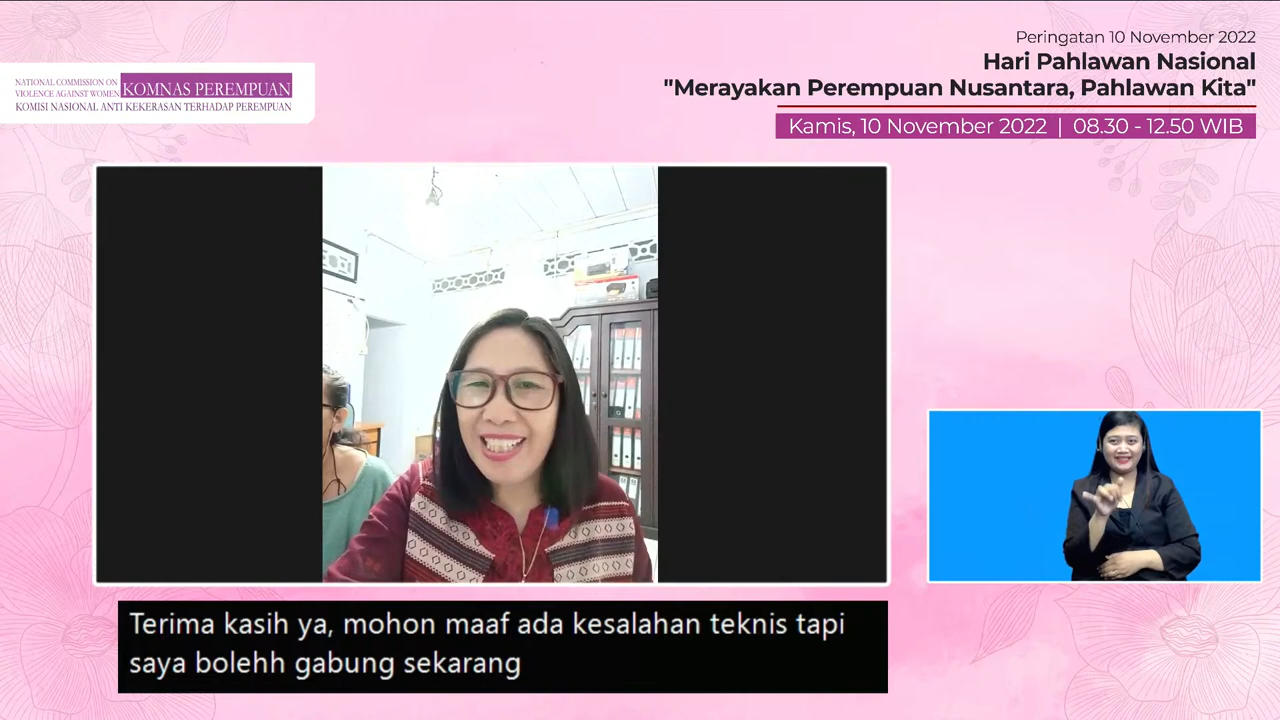 Peringatan 10 November 2022
Hari Pahlawan Nasional
"Merayakan Perempuan Nusantara, Pahlawan Kita"
Kamis, 10 November 2022 | 08.30 - 12.50 WIB
NATIONAL COMMISSION ON
VIOLENCE AGAINST WOMEN
KOMNAS PEREMPUAN
KOMISI NASIONAL ANTI KEKERASAN TERHADAP PEREMPUAN
Terima kasih ya, mohon maaf ada kesalahan teknis tapi
saya bolehh gabung sekarang